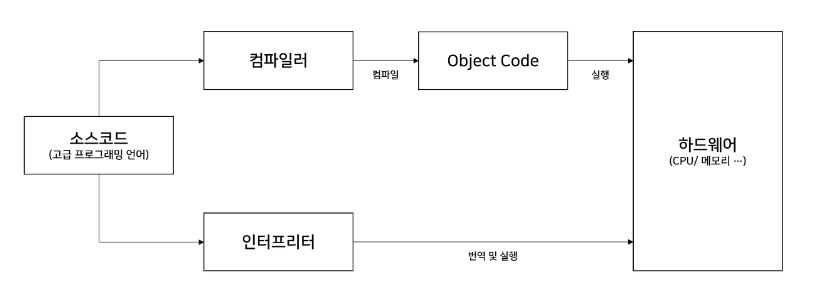 컴파일러
컴파일
Object Code
실행
소스코드
(고급 프로그래밍 언어)
하드웨어
(CPU/ 메모리 …)
인터프리터
번역 및 실행